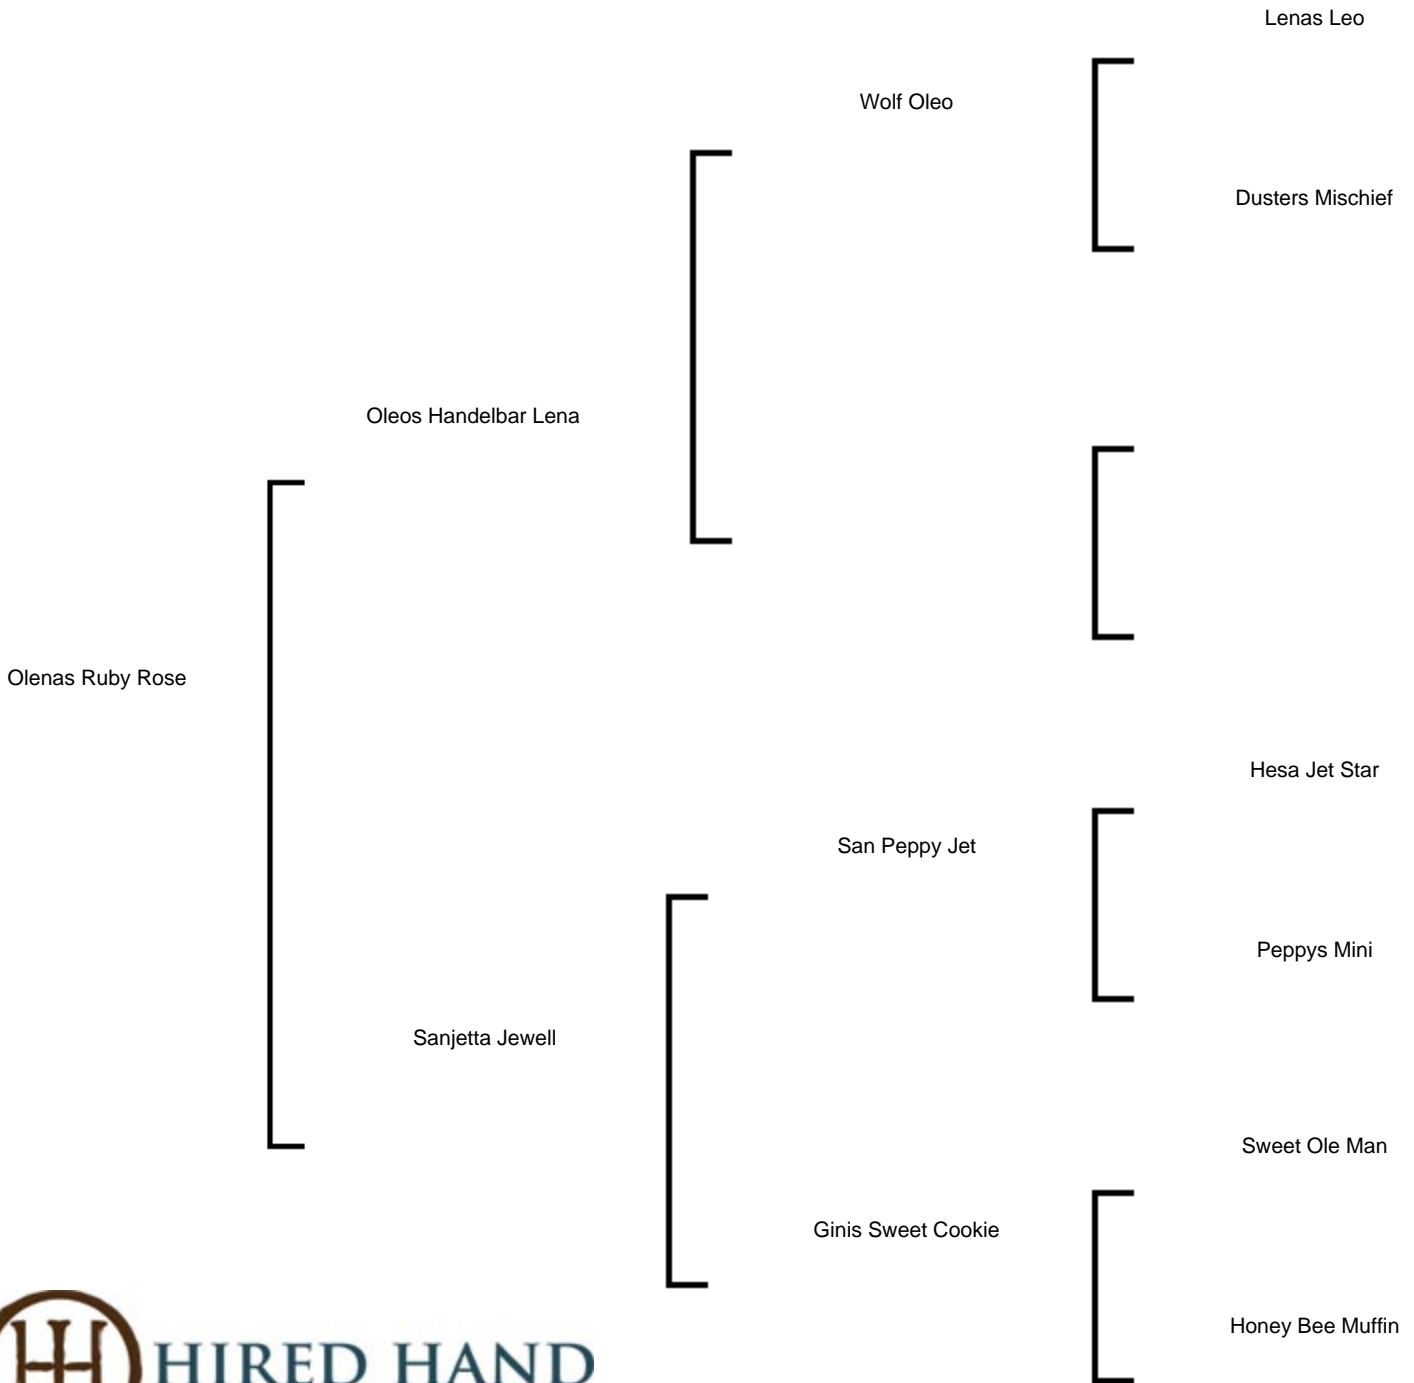 Lenas Leo
Wolf Oleo
Dusters Mischief
Oleos Handelbar Lena
Olenas Ruby Rose
Hesa Jet Star
San Peppy Jet
Peppys Mini
Sanjetta Jewell
Sweet Ole Man
Ginis Sweet Cookie
Honey Bee Muffin
HIRED HAND